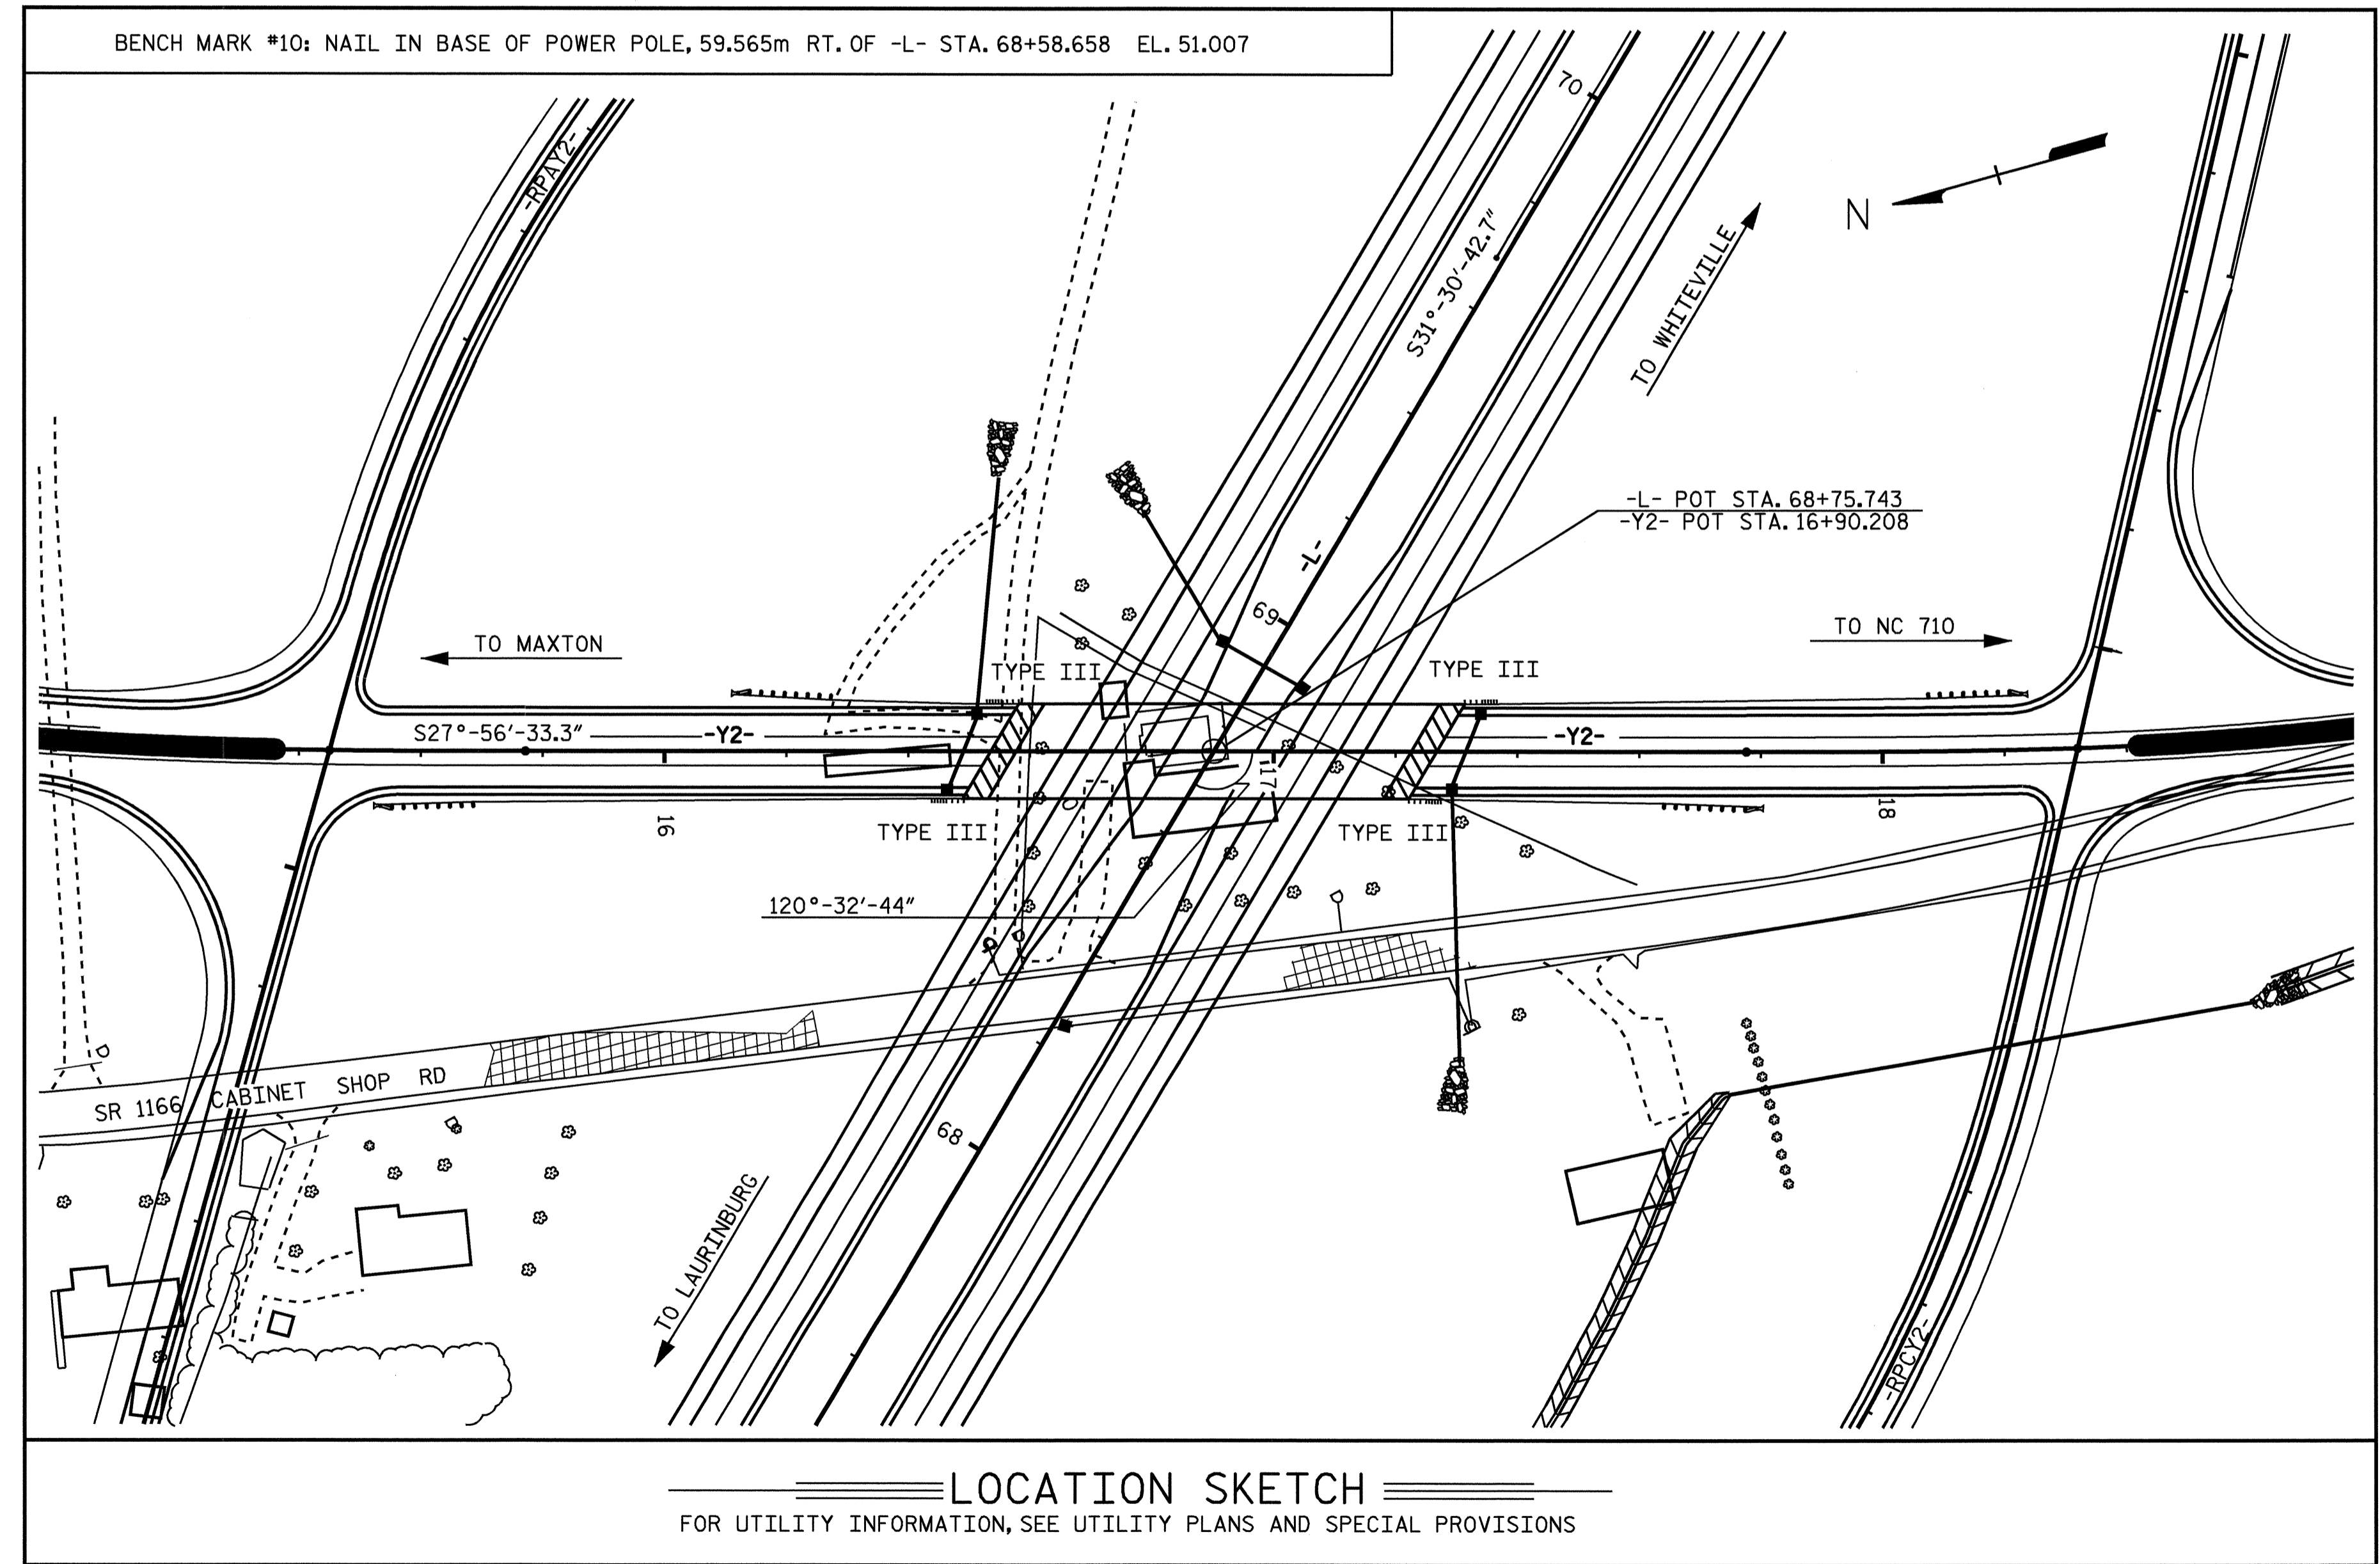 BENCH MARK #10: NAIL IN BASE OF POWER POLE, 59.565m RT. OF -L- STA. 68+58.658 EL. 51.007
70
-RPAY2-
N
S31°-30'-42.7"
TO WHITEVILLE
-L- POT STA. 68+75.743
-Y2- POT STA. 16+90.208
-L-
69
TO MAXTON
TO NC 710
TYPE III
TYPE III
S27°-56'-33.3"
-Y2-
-Y2-
17
16
18
TYPE III
TYPE III
120°-32'-44"
SR 1166 CABINET SHOP RD
68
TO LAURINBURG
-RPCY2-
LOCATION SKETCH
FOR UTILITY INFORMATION, SEE UTILITY PLANS AND SPECIAL PROVISIONS